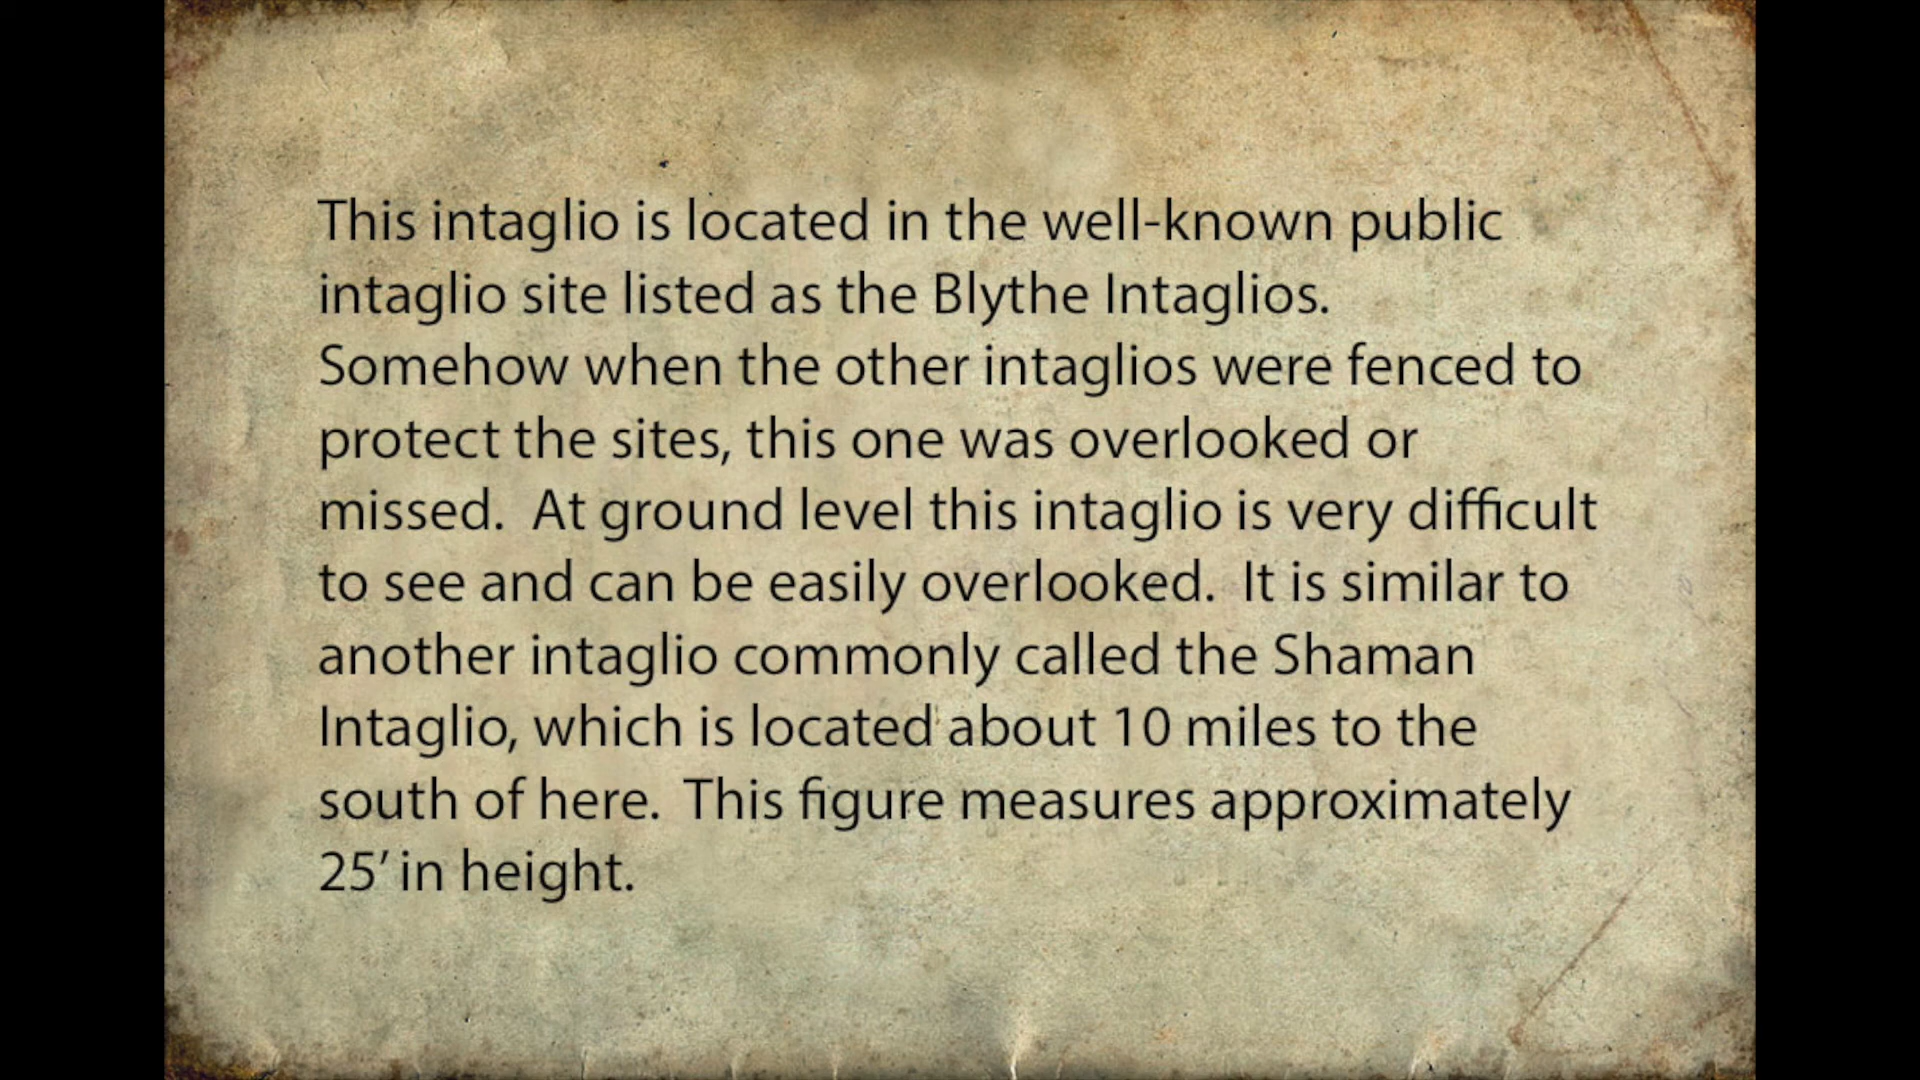 This intaglio is located in the well-known public
intaglio site listed as the Blythe Intaglios.
Somehow when the other intaglios were fenced to
protect the sites, this one was overlooked or
missed.  At ground level this intaglio is very difficult
to see and can be easily overlooked.  It is similar to
another intaglio commonly called the Shaman
Intaglio, which is located about 10 miles to the
south of here.  This figure measures approximately
25’ in height.